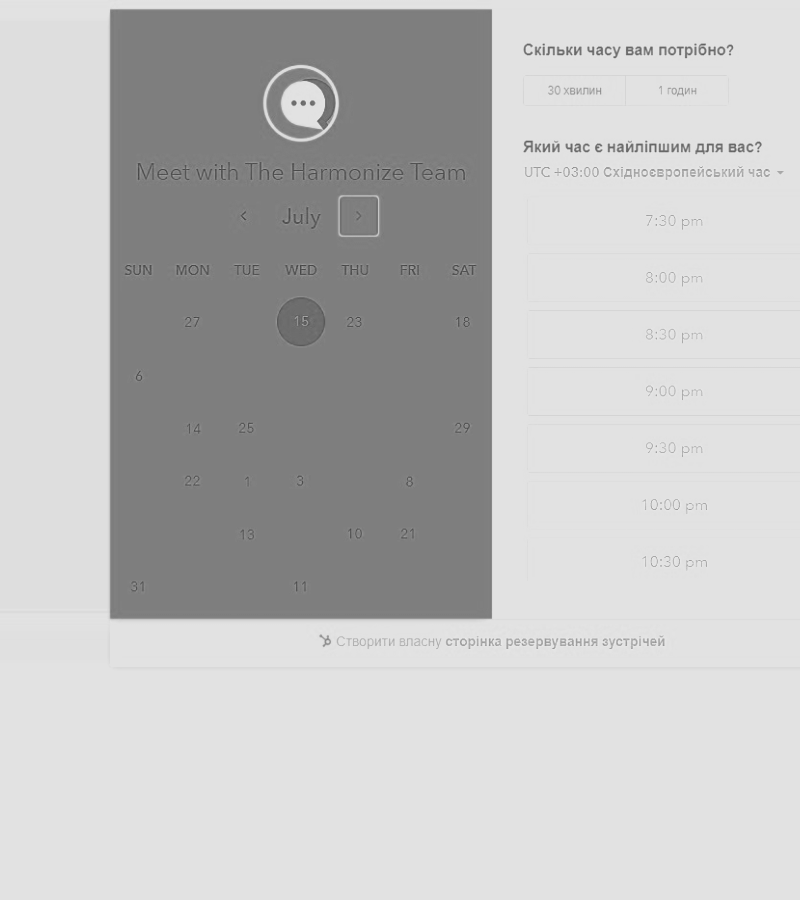 Meet with The Harmonize Team
July
SUN MON TUE WED THU FRI SAT
27 15 23 18
6
14 25 29
22 1 3 8
13 10 21
31 11
Скільки часу вам потрібно?
30 хвилин 1 годин
Який час є найліпшим для вас?
UTC +03:00 Східноєвропейський час
7:30 pm
8:00 pm
8:30 pm
9:00 pm
9:30 pm
10:00 pm
10:30 pm
Створити власну сторінка резервування зустрічей